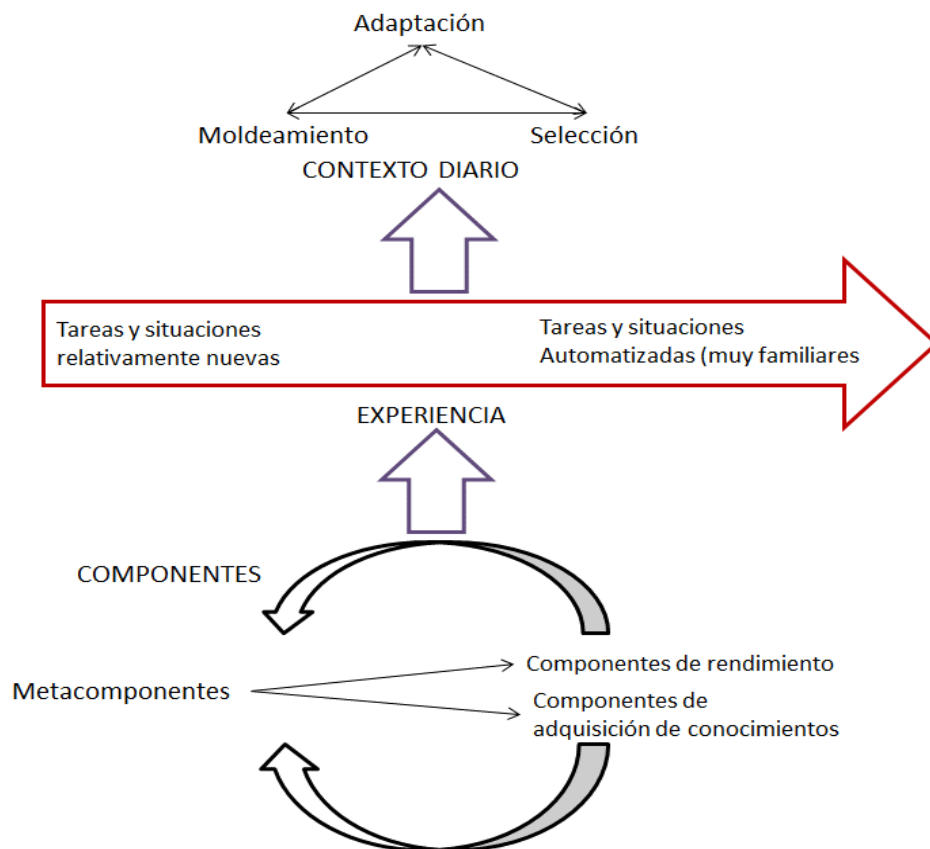 Adaptación
Moldeamiento
Selección
CONTEXTO DIARIO
Tareas y situaciones
relativamente nuevas
Tareas y situaciones
Automatizadas (muy familiares
EXPERIENCIA
COMPONENTES
Metacomponentes
Componentes de rendimiento
Componentes de
adquisición de conocimientos